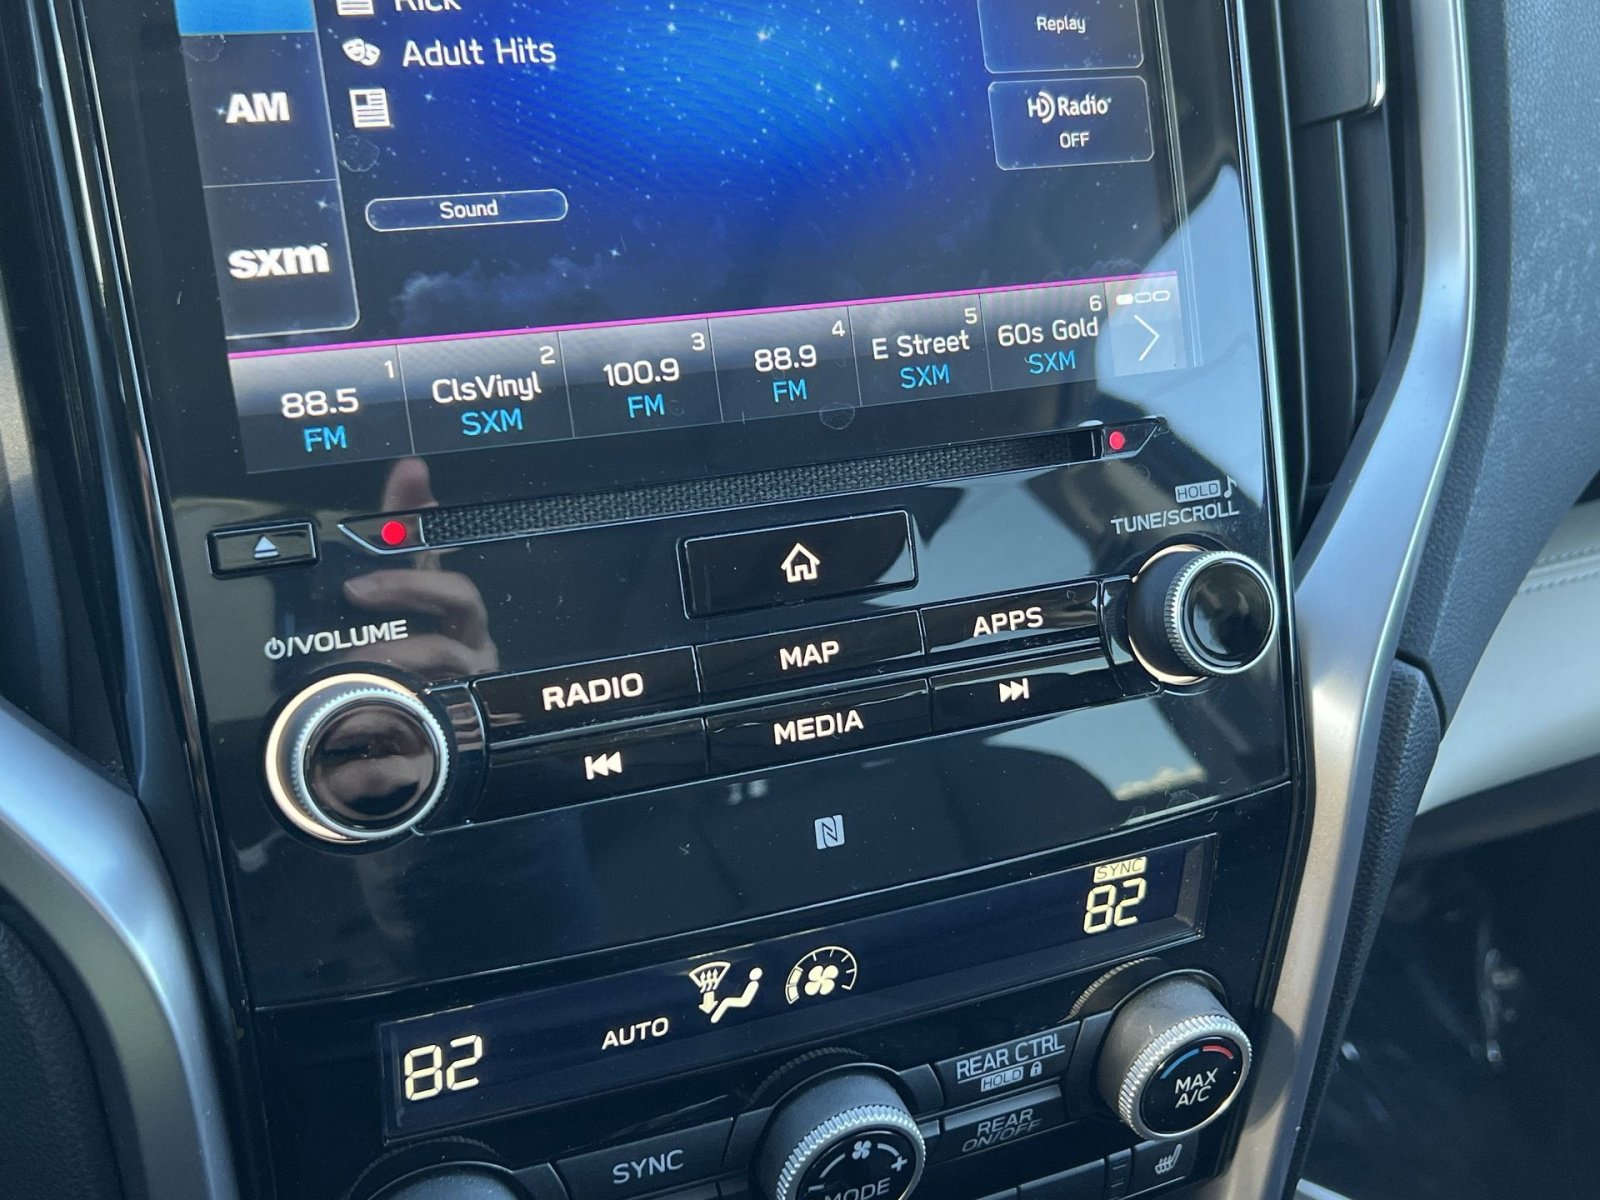 Rick
Replay
Adult Hits
AM
HD Radio
OFF
Sound
sxm
1
88.5
FM
2
ClsVinyl
SXM
3
100.9
FM
4
88.9
FM
5
E Street
SXM
6
60s Gold
SXM
HOLD
TUNE/SCROLL
/VOLUME
RADIO
MAP
APPS
MEDIA
N
SYNC
82
82
AUTO
REAR CTRL
HOLD
REAR
ON/OFF
MAX
A/C
SYNC
MODE